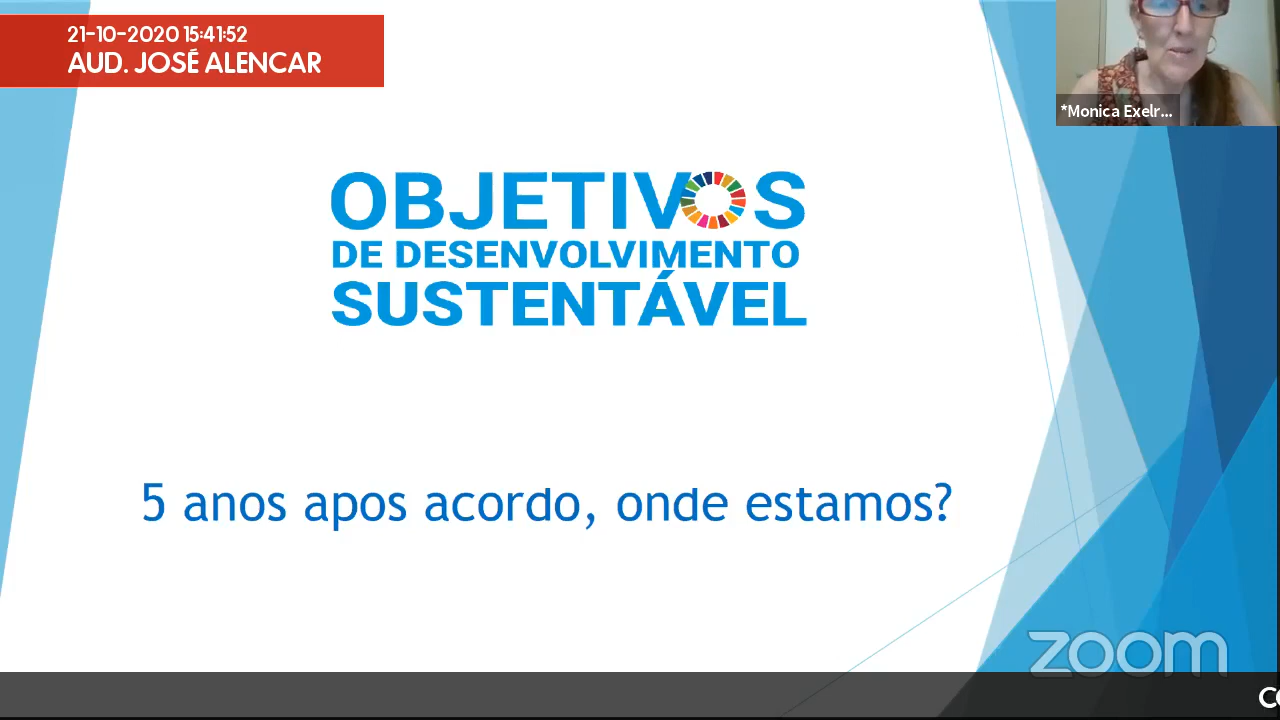 21-10-2020 15:41:52
AUD. JOSÉ ALENCAR
*Monica Exelr...
OBJETIVOS
DE DESENVOLVIMENTO
SUSTENTÁVEL
5 anos apos acordo, onde estamos?
zoom